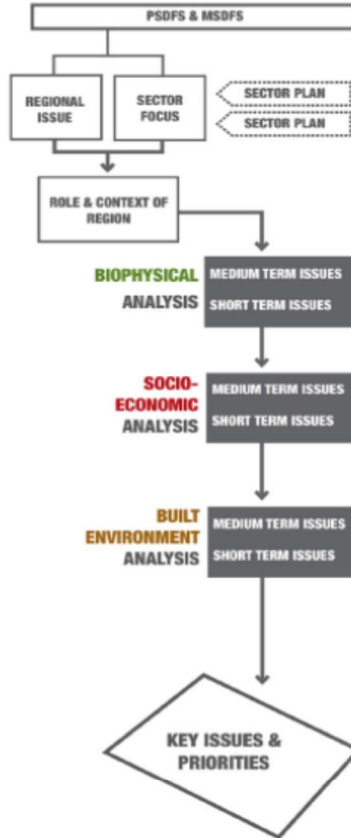 PSDFS & MSDFS
REGIONAL
ISSUE
SECTOR
FOCUS
SECTOR PLAN
SECTOR PLAN
ROLE & CONTEXT OF
REGION
BIOPHYSICAL
ANALYSIS
MEDIUM TERM ISSUES
SHORT TERM ISSUES
SOCIO-
ECONOMIC
ANALYSIS
MEDIUM TERM ISSUES
SHORT TERM ISSUES
BUILT
ENVIRONMENT
ANALYSIS
MEDIUM TERM ISSUES
SHORT TERM ISSUES
KEY ISSUES &
PRIORITIES